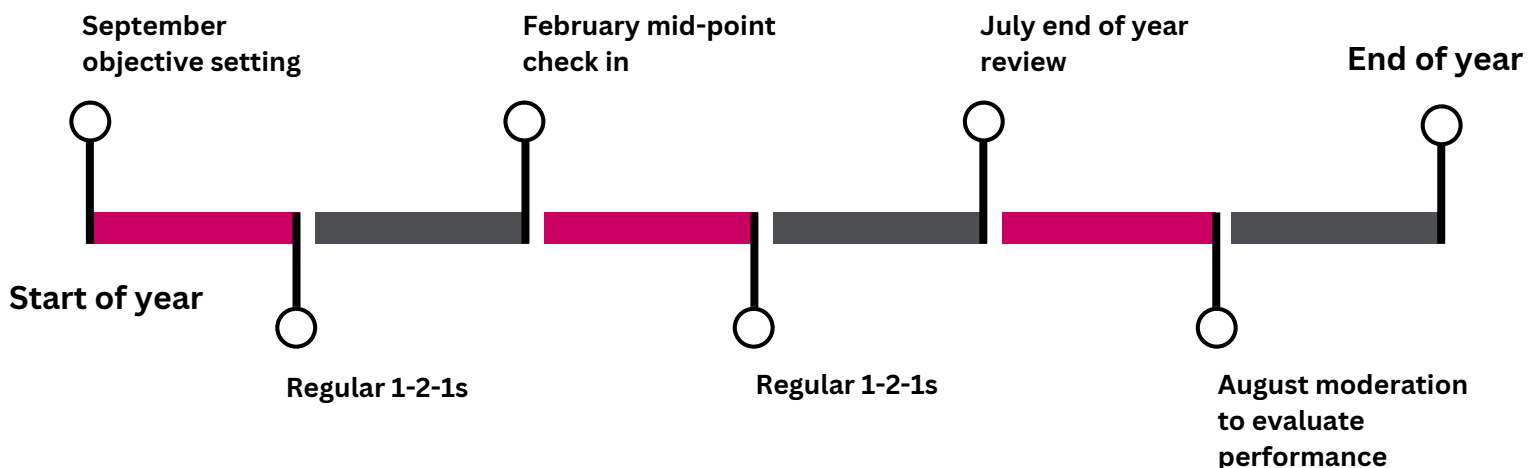 September
objective setting
February mid-point
check in
July end of year
review
End of year
Start of year
Regular 1-2-1s
Regular 1-2-1s
August moderation
to evaluate
performance